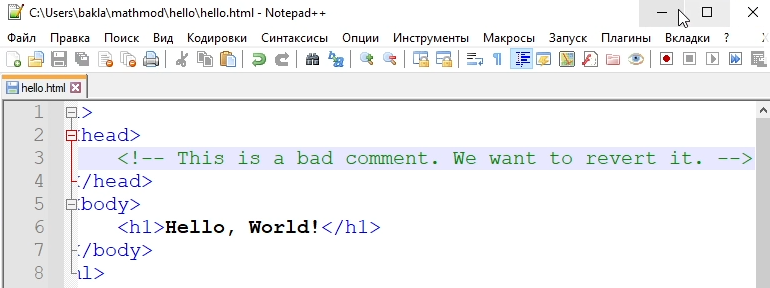 C:\Users\bakla\mathmod\hello\hello.html - Notepad++
Файл Правка Поиск Вид Кодировки Синтаксисы Опции Инструменты Макросы Запуск Плагины Вкладки ?
hello.html
1 l>
2 head>
3 <!-- This is a bad comment. We want to revert it. -->
4 /head>
5 body>
6 <h1>Hello, World!</h1>
7 /body>
8 ml>